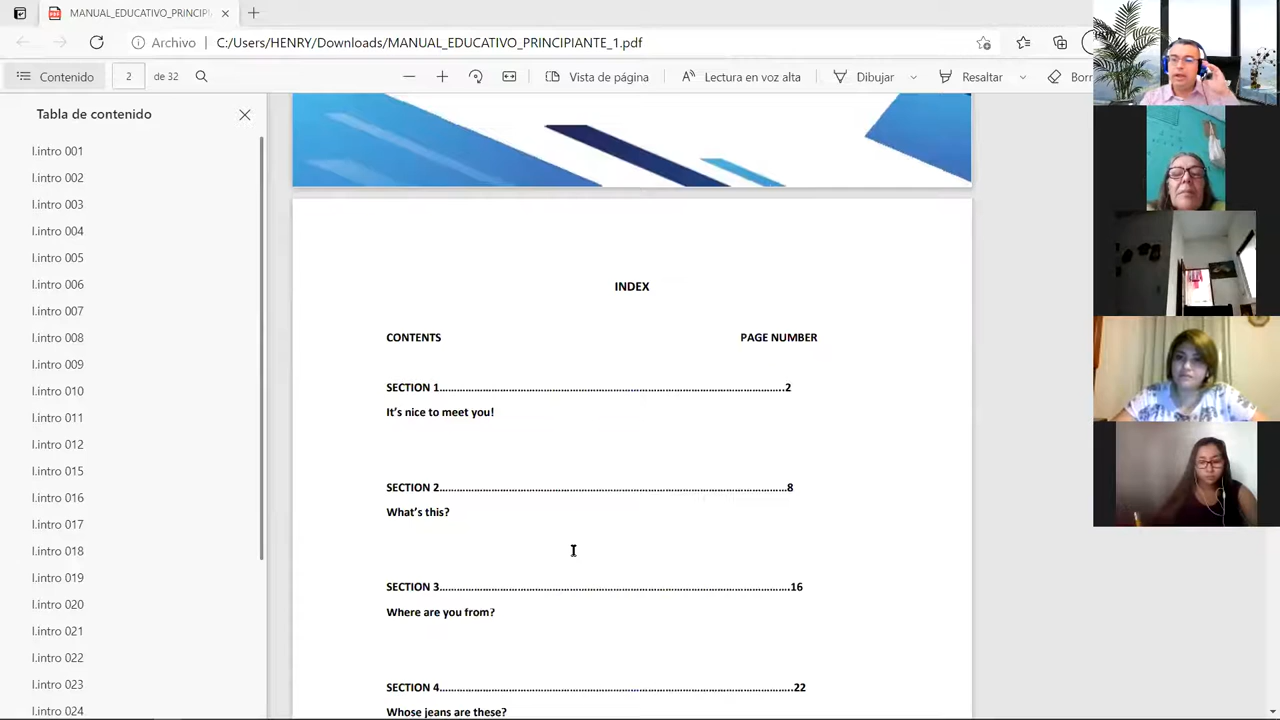 MANUAL_EDUCATIVO_PRINCIPI
Archivo
C:/Users/HENRY/Downloads/MANUAL_EDUCATIVO_PRINCIPIANTE_1.pdf
Contenido
2
de 32
Vista de página
Lectura en voz alta
Dibujar
Resaltar
Borr
Tabla de contenido
I.intro 001
I.intro 002
I.intro 003
I.intro 004
I.intro 005
I.intro 006
I.intro 007
I.intro 008
I.intro 009
I.intro 010
I.intro 011
I.intro 012
I.intro 015
I.intro 016
I.intro 017
I.intro 018
I.intro 019
I.intro 020
I.intro 021
I.intro 022
I.intro 023
I.intro 024
INDEX
CONTENTS PAGE NUMBER
SECTION 1……………………………………………………………………………………………………………..2
It’s nice to meet you!
SECTION 2……………………………………………………………………………………………………………..8
What’s this?
SECTION 3……………………………………………………………………………………………………………..16
Where are you from?
SECTION 4……………………………………………………………………………………………………………..22
Whose jeans are these?